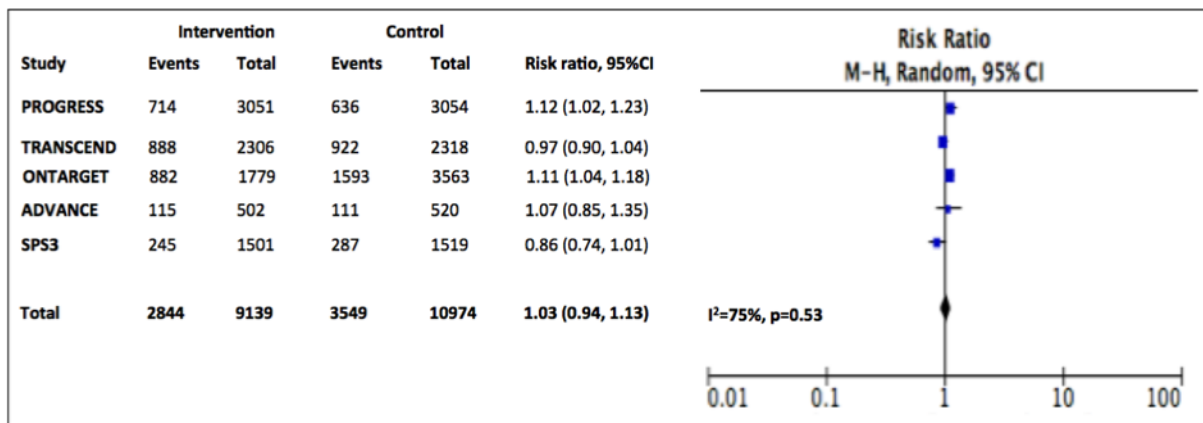 Intervention Control
Study Events Total Events Total Risk ratio, 95%CI
PROGRESS 714 3051 636 3054 1.12 (1.02, 1.23)
TRANSCEND 888 2306 922 2318 0.97 (0.90, 1.04)
ONTARGET 882 1779 1593 3563 1.11 (1.04, 1.18)
ADVANCE 115 502 111 520 1.07 (0.85, 1.35)
SPS3 245 1501 287 1519 0.86 (0.74, 1.01)
Total 2844 9139 3549 10974 1.03 (0.94, 1.13)
Risk Ratio
M-H, Random, 95% CI
I²=75%, p=0.53
0.01 0.1 1 10 100